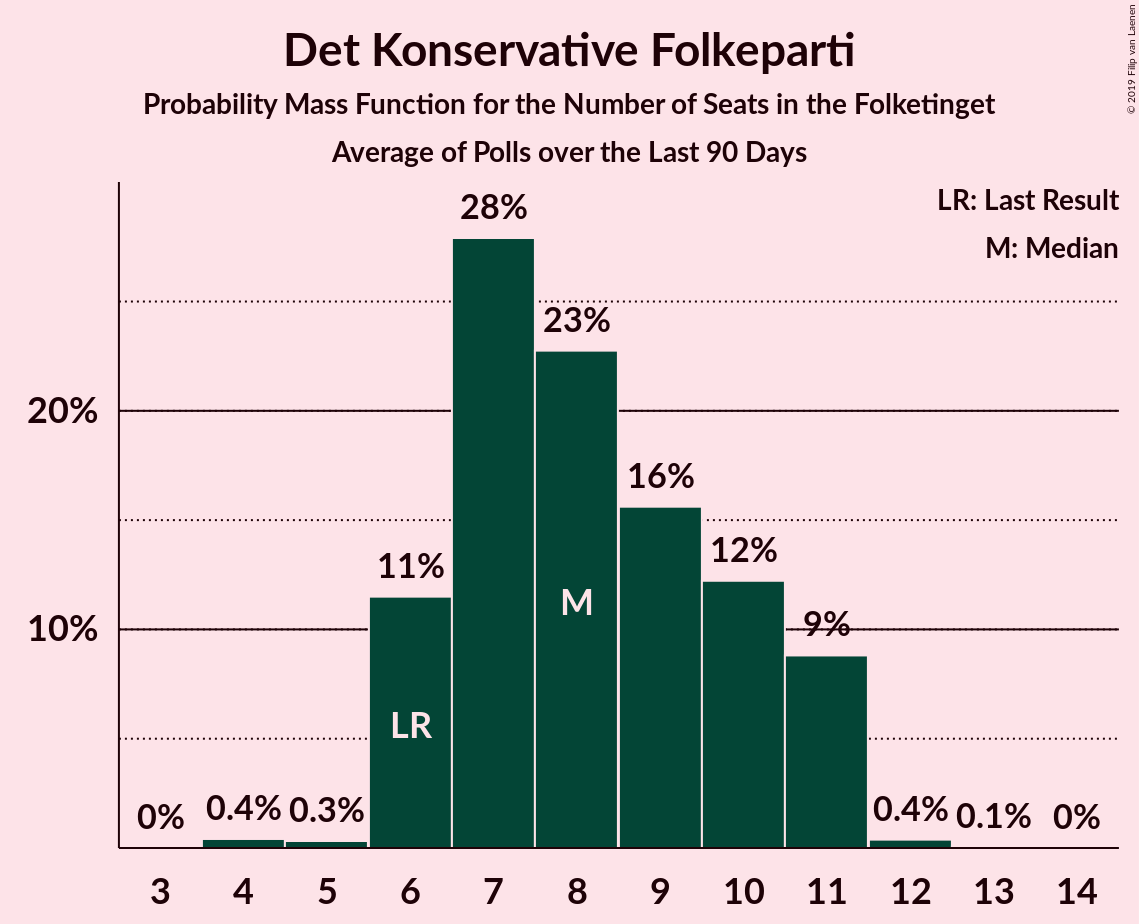 Det Konservative Folkeparti
Probability Mass Function for the Number of Seats in the Folketinget
Average of Polls over the Last 90 Days
© 2019 Filip van Laenen
LR: Last Result
M: Median
28%
23%
20%
16%
12%
11%
M
10%
9%
LR
0%
0.4%
0.3%
0.4%
0.1%
0%
3 4 5 6 7 8 9 10 11 12 13 14